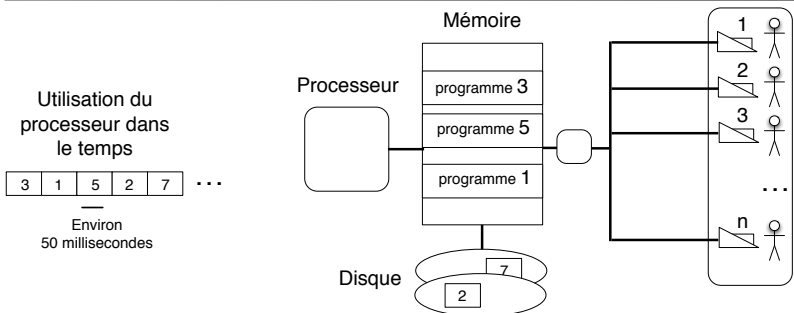 Utilisation du
processeur dans
le temps
3 1 5 2 7 ...
Environ
50 millisecondes
Processeur
Mémoire
programme 3
programme 5
programme 1
Disque
7
2
1
2
3
...
n